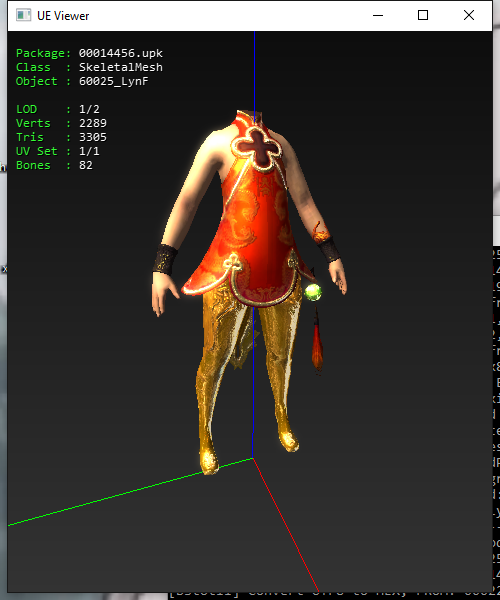 UE Viewer
Package: 00014456.upk
Class  : SkeletalMesh
Object : 60025_LynF
LOD    : 1/2
Verts  : 2289
Tris   : 3305
UV Set : 1/1
Bones  : 82